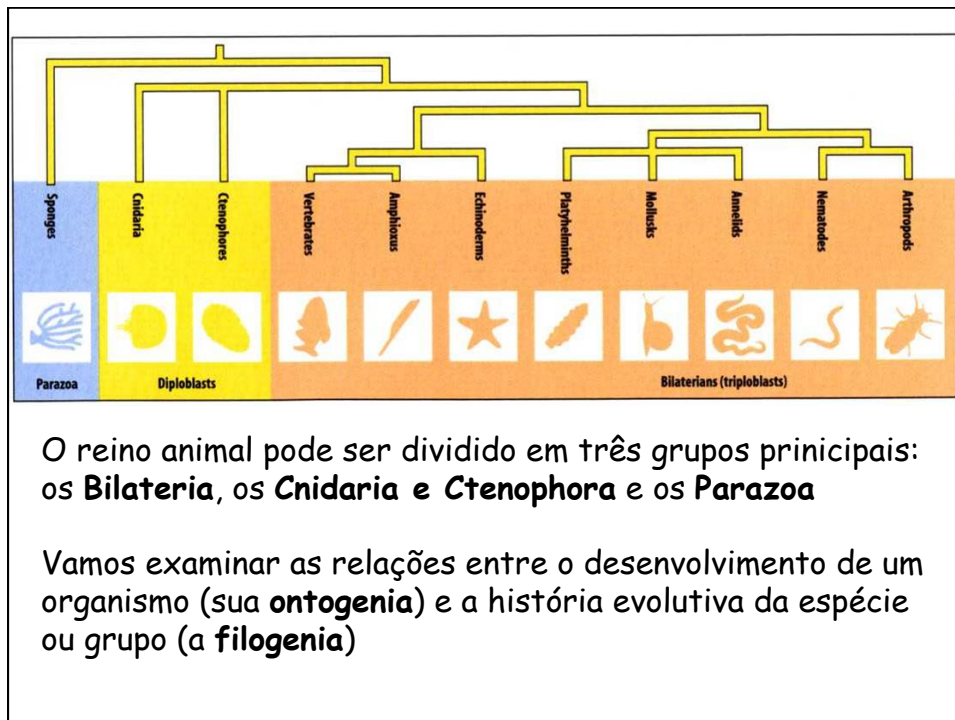 Sponges
Cnidaria
Ctenophores
Vertebrates
Amphioxus
Echinoderms
Platyhelminths
Mollusks
Annelids
Nematodes
Arthropods
Parazoa
Diploblasts
Bilaterians (triploblasts)
O reino animal pode ser dividido em três grupos prinicipais:
os Bilateria, os Cnidaria e Ctenophora e os Parazoa
Vamos examinar as relações entre o desenvolvimento de um
organismo (sua ontogenia) e a história evolutiva da espécie
ou grupo (a filogenia)